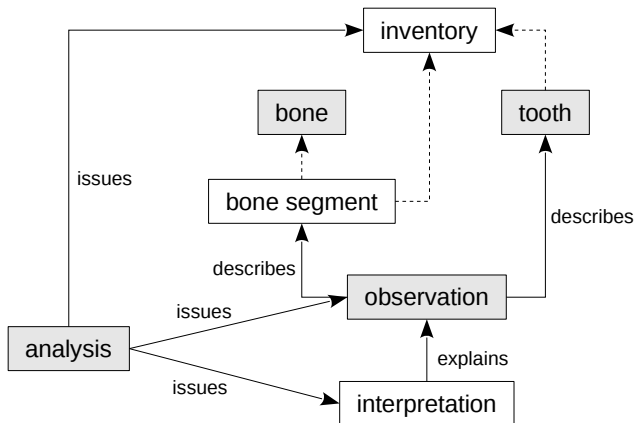 inventory
bone
tooth
issues
bone segment
describes
describes
issues
observation
analysis
explains
issues
interpretation